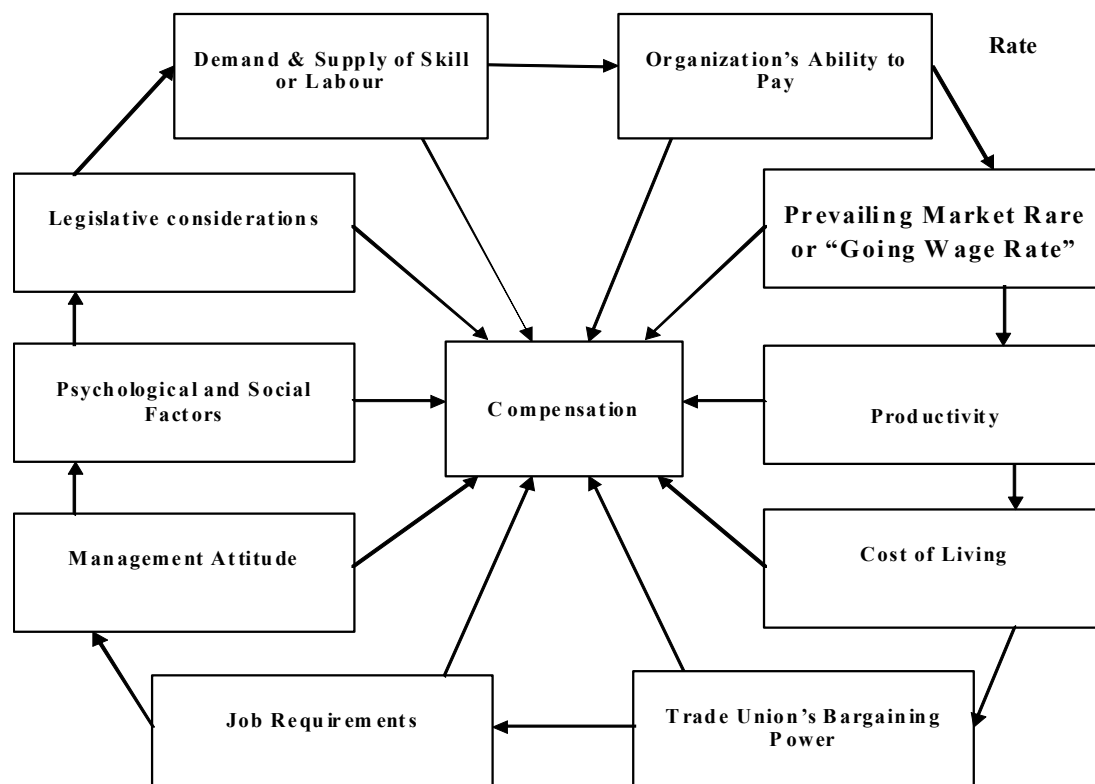 Demand & Supply of Skill
or Labour
Organization’s Ability to
Pay
Rate
Legislative considerations
Prevailing Market Rare
or “Going Wage Rate”
Psychological and Social
Factors
Compensation
Productivity
Management Attitude
Cost of Living
Job Requirements
Trade Union’s Bargaining
Power